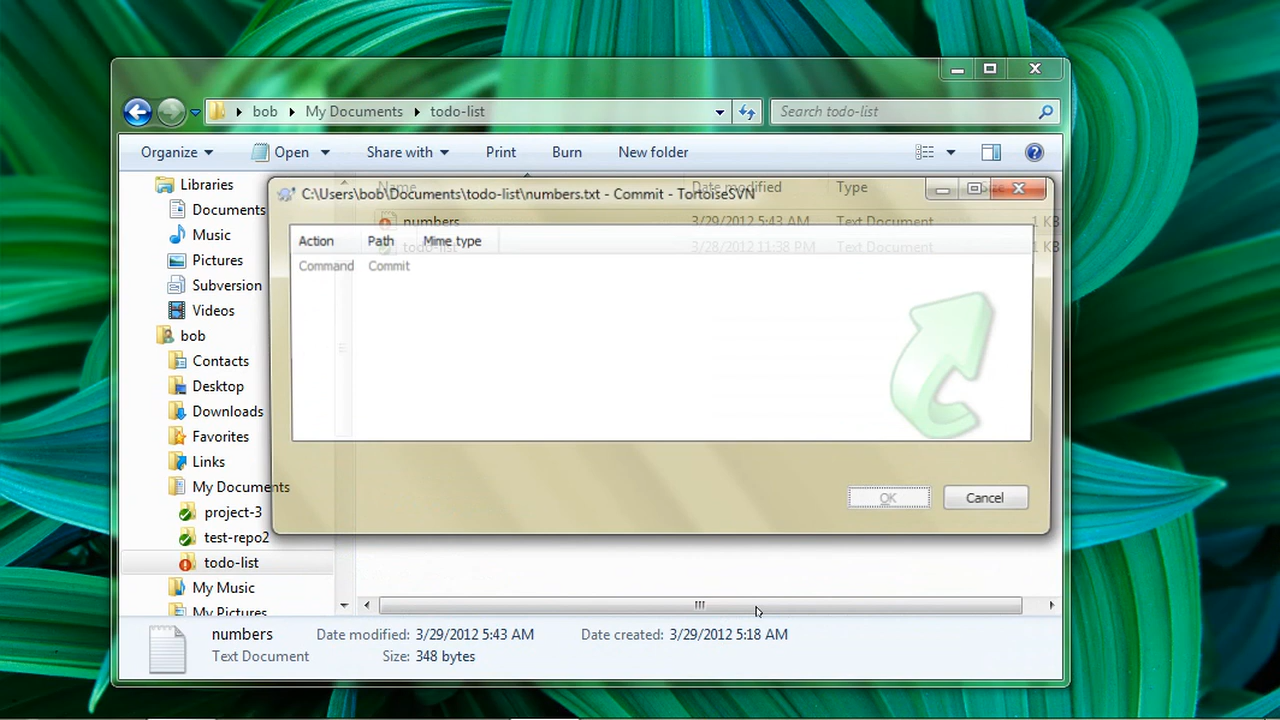 bob My Documents todo-list Search todo-list
Organize Open Share with Print Burn New folder
Libraries
Documents
Music
Pictures
Subversion
Videos
bob
Contacts
Desktop
Downloads
Favorites
Links
My Documents
project-3
test-repo2
todo-list
My Music
My Pictures
Name Date modified Type Size
numbers 3/29/2012 5:43 AM Text Document 1 KB
todo-list 3/28/2012 11:38 PM Text Document 1 KB
C:\Users\bob\Documents\todo-list\numbers.txt - Commit - TortoiseSVN
Action Path Mime type
Command Commit
OK Cancel
numbers Date modified: 3/29/2012 5:43 AM Date created: 3/29/2012 5:18 AM
Text Document Size: 348 bytes